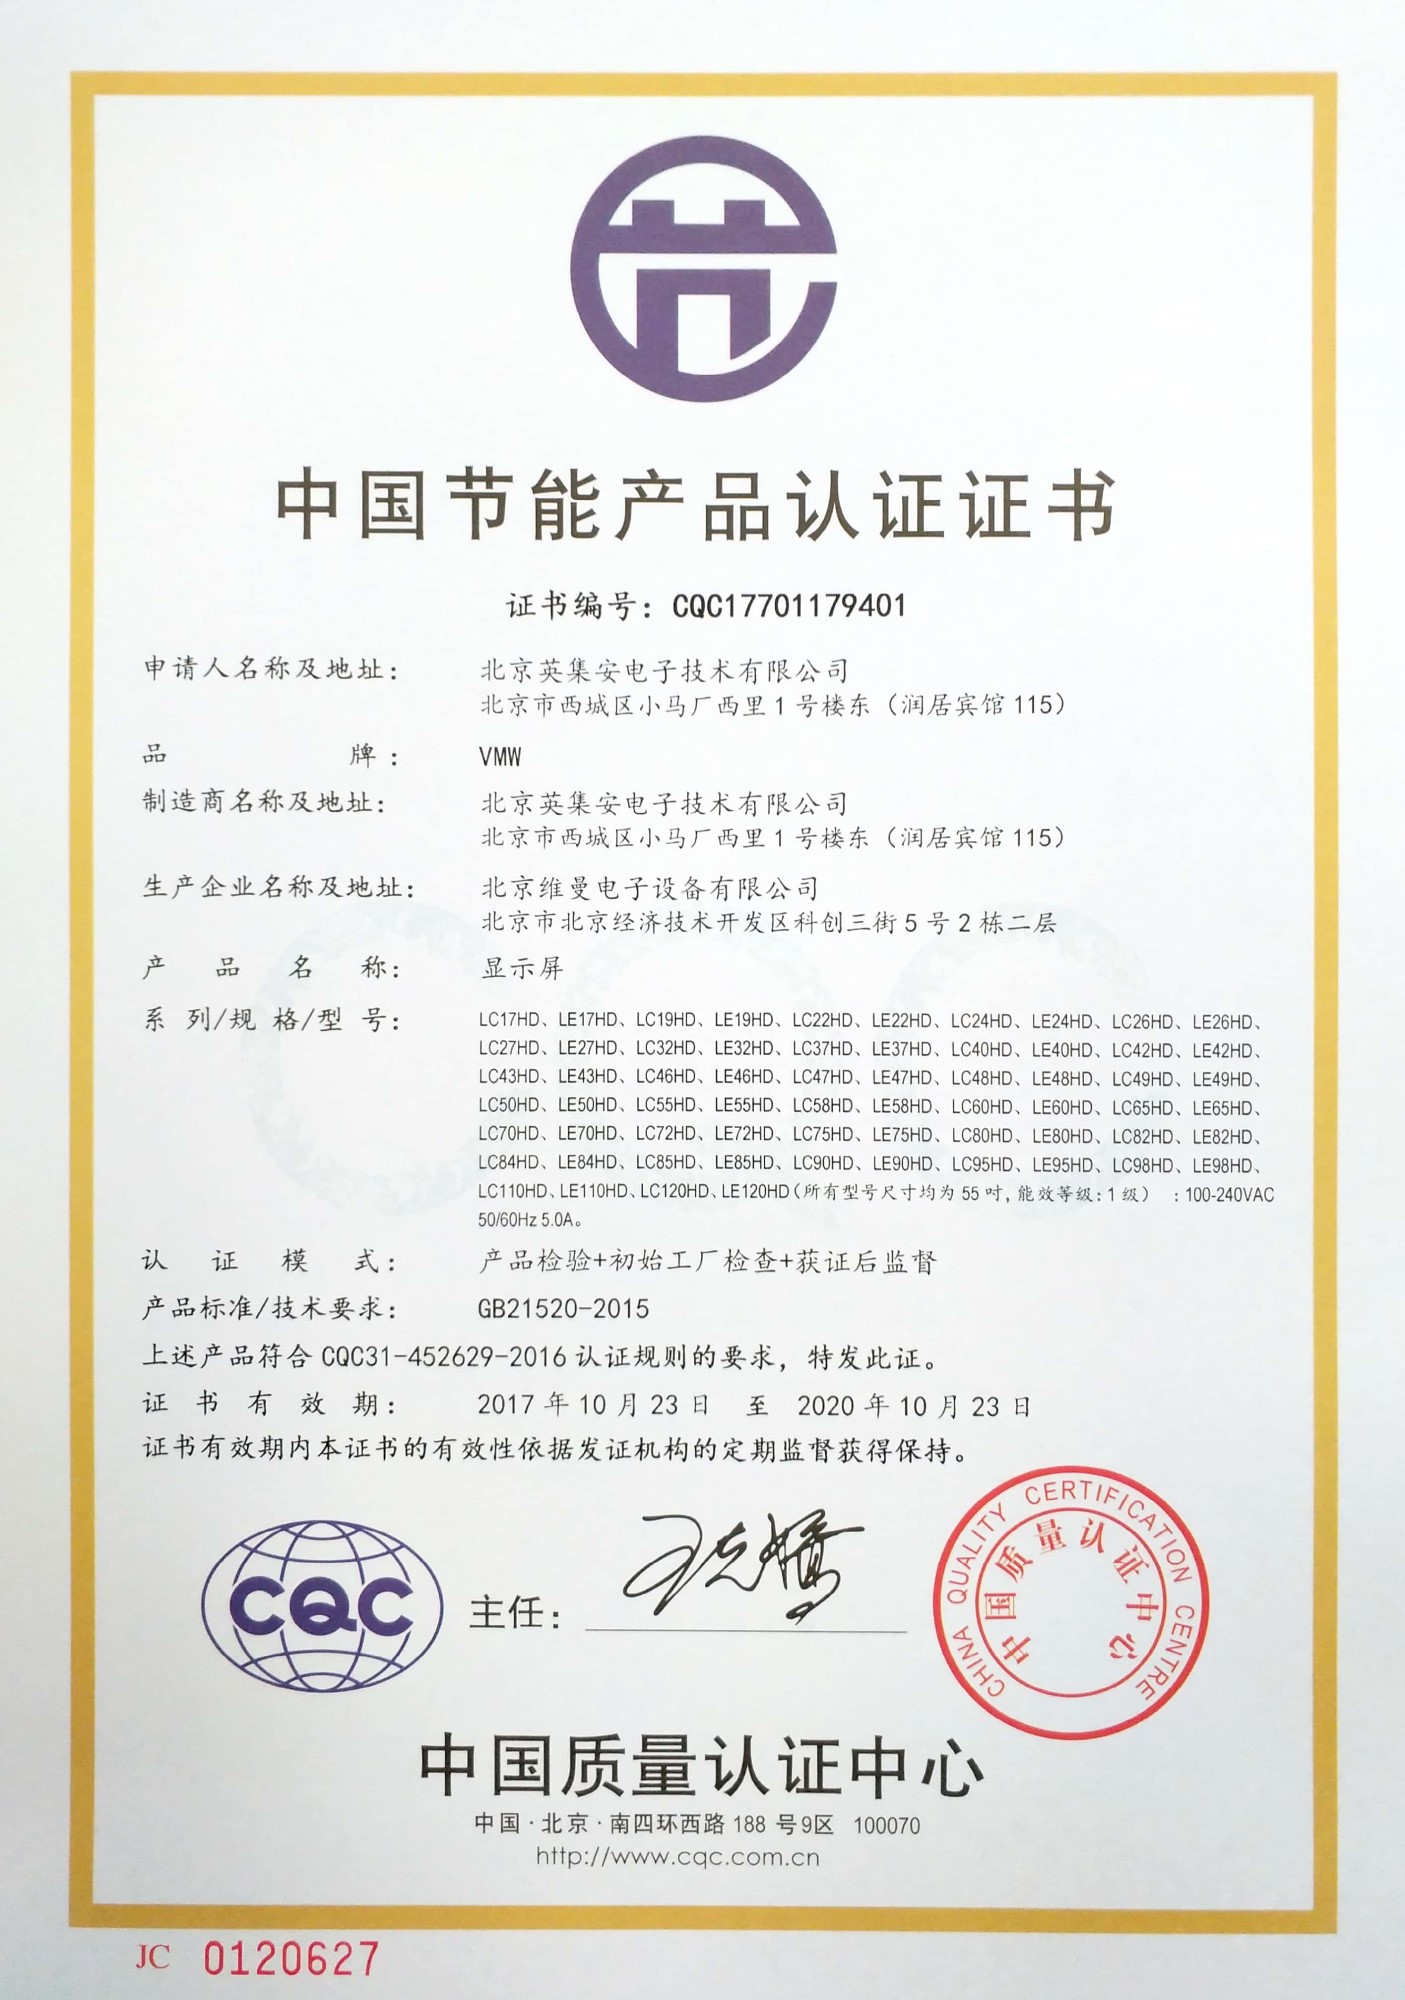 中国节能产品认证证书
证书编号：CQC17701179401
申请人名称及地址： 北京英集安电子技术有限公司
北京市西城区小马厂西里1号楼东（润居宾馆115）
品牌： VMW
制造商名称及地址： 北京英集安电子技术有限公司
北京市西城区小马厂西里1号楼东（润居宾馆115）
生产企业名称及地址： 北京维曼电子设备有限公司
北京市北京经济技术开发区科创三街5号2栋二层
产品名称： 显示屏
系列/规格/型号： LC17HD、LE17HD、LC19HD、LE19HD、LC22HD、LE22HD、LC24HD、LE24HD、LC26HD、LE26HD、
LC27HD、LE27HD、LC32HD、LE32HD、LC37HD、LE37HD、LC40HD、LE40HD、LC42HD、LE42HD、
LC43HD、LE43HD、LC46HD、LE46HD、LC47HD、LE47HD、LC48HD、LE48HD、LC49HD、LE49HD、
LC50HD、LE50HD、LC55HD、LE55HD、LC58HD、LE58HD、LC60HD、LE60HD、LC65HD、LE65HD、
LC70HD、LE70HD、LC72HD、LE72HD、LC75HD、LE75HD、LC80HD、LE80HD、LC82HD、LE82HD、
LC84HD、LE84HD、LC85HD、LE85HD、LC90HD、LE90HD、LC95HD、LE95HD、LC98HD、LE98HD、
LC110HD、LE110HD、LC120HD、LE120HD（所有型号尺寸均为55吋，能效等级：1级） ：100-240VAC
50/60Hz 5.0A。
认证模式： 产品检验+初始工厂检查+获证后监督
产品标准/技术要求： GB21520-2015
上述产品符合CQC31-452629-2016认证规则的要求，特发此证。
证书有效期： 2017年10月23日 至 2020年10月23日
证书有效期内本证书的有效性依据发证机构的定期监督获得保持。
CQC
主任：
CHINA QUALITY CERTIFICATION CENTRE
中国质量认证中心
中国质量认证中心
中国·北京·南四环西路188号9区 100070
http://www.cqc.com.cn
JC 0120627